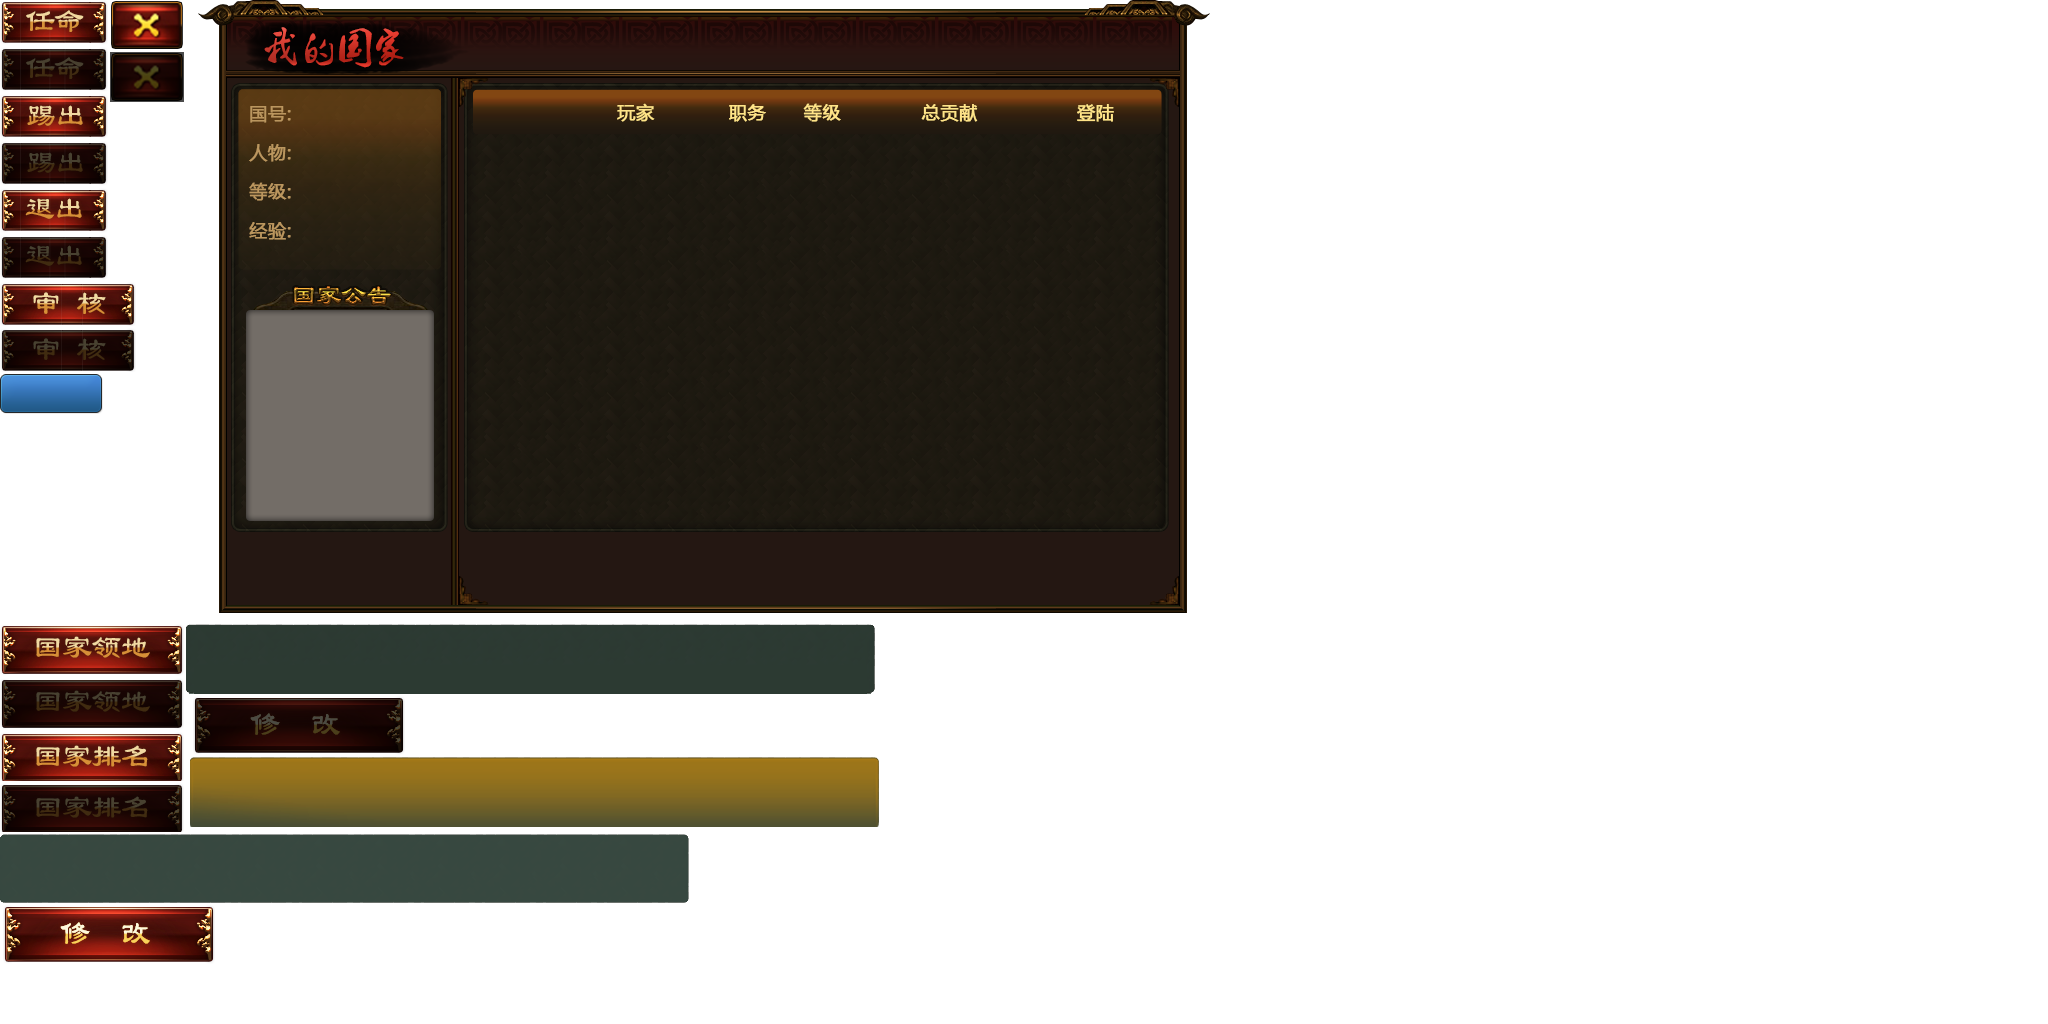 任命
任命
踢出
踢出
退出
退出
审 核
审 核
我的国家
国号:
人物:
等级:
经验:
国家公告
玩家 职务 等级 总贡献 登陆
国家领地
国家领地
国家排名
国家排名
修 改
修 改